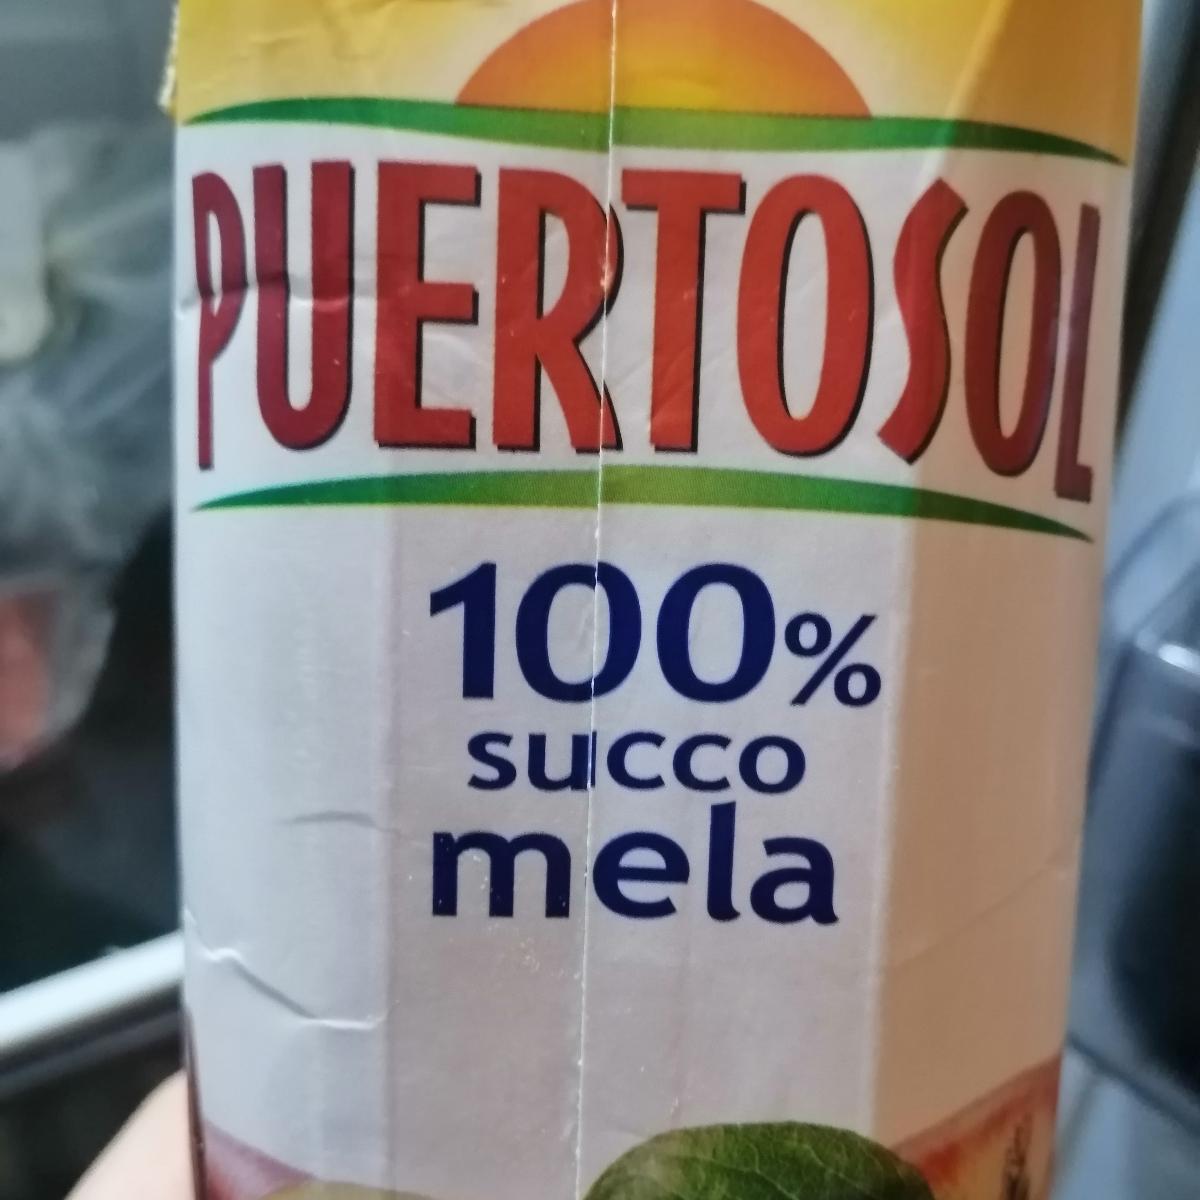 PUERTOSOL
100%
succo
mela